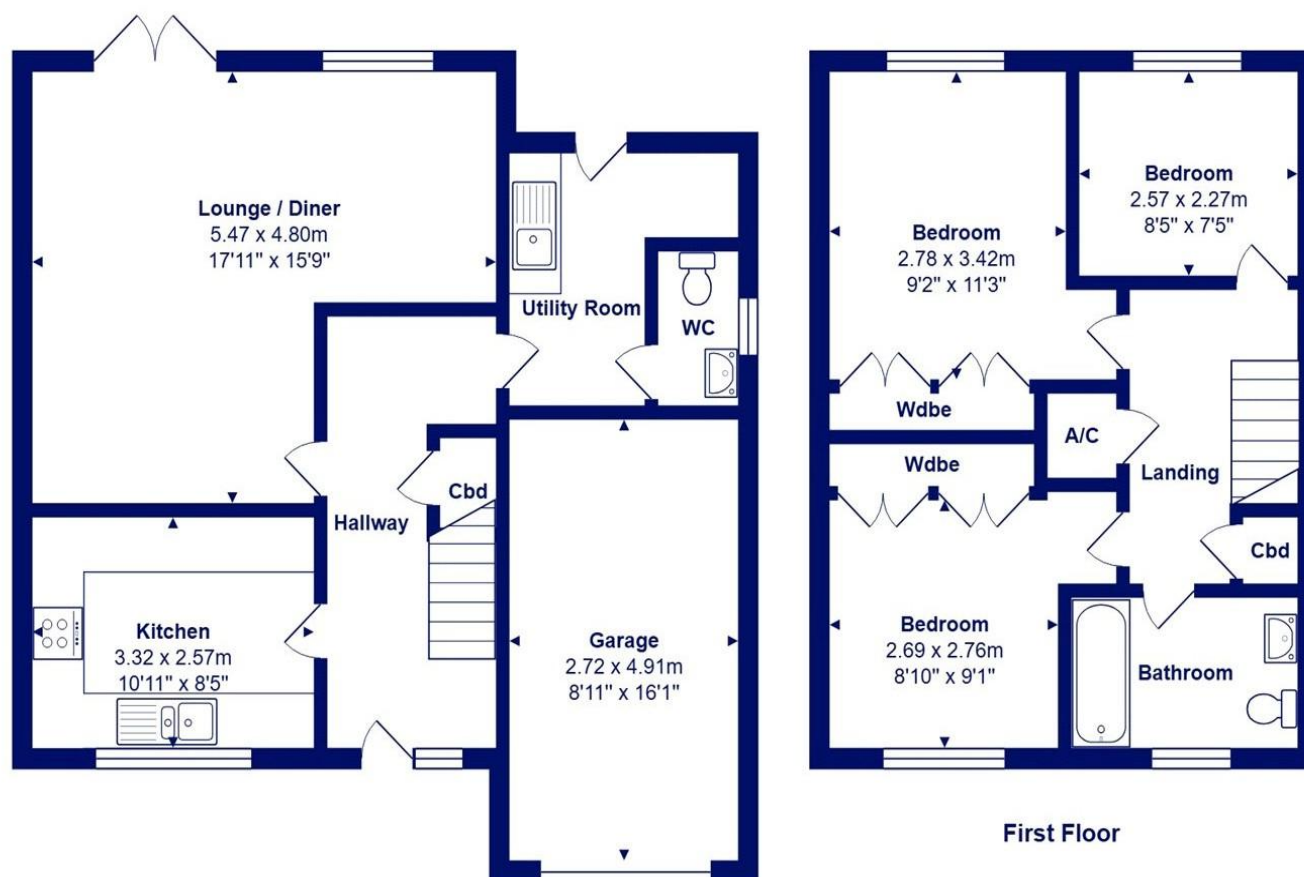 Lounge / Diner
5.47 x 4.80m
17'11" x 15'9"
Utility Room
WC
Hallway
Cbd
Kitchen
3.32 x 2.57m
10'11" x 8'5"
Garage
2.72 x 4.91m
8'11" x 16'1"
Bedroom
2.78 x 3.42m
9'2" x 11'3"
Bedroom
2.57 x 2.27m
8'5" x 7'5"
Wdbe
A/C
Wdbe
Landing
Cbd
Bedroom
2.69 x 2.76m
8'10" x 9'1"
Bathroom
First Floor